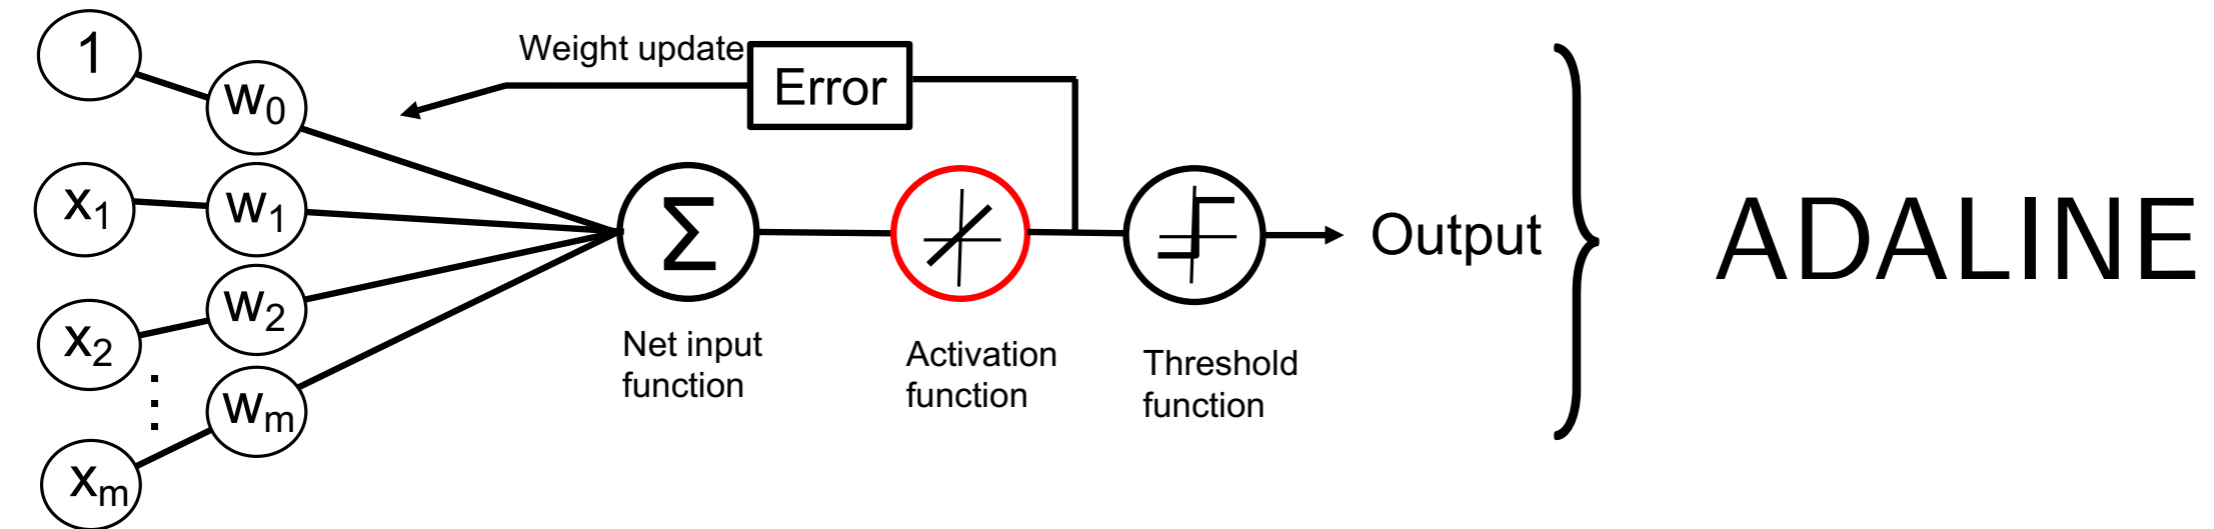 1
Weight update
Error
w₀
x₁
w₁
Σ
Output
ADALINE
x₂
w₂
Net input
function
Activation
function
Threshold
function
⋮
wₘ
xₘ